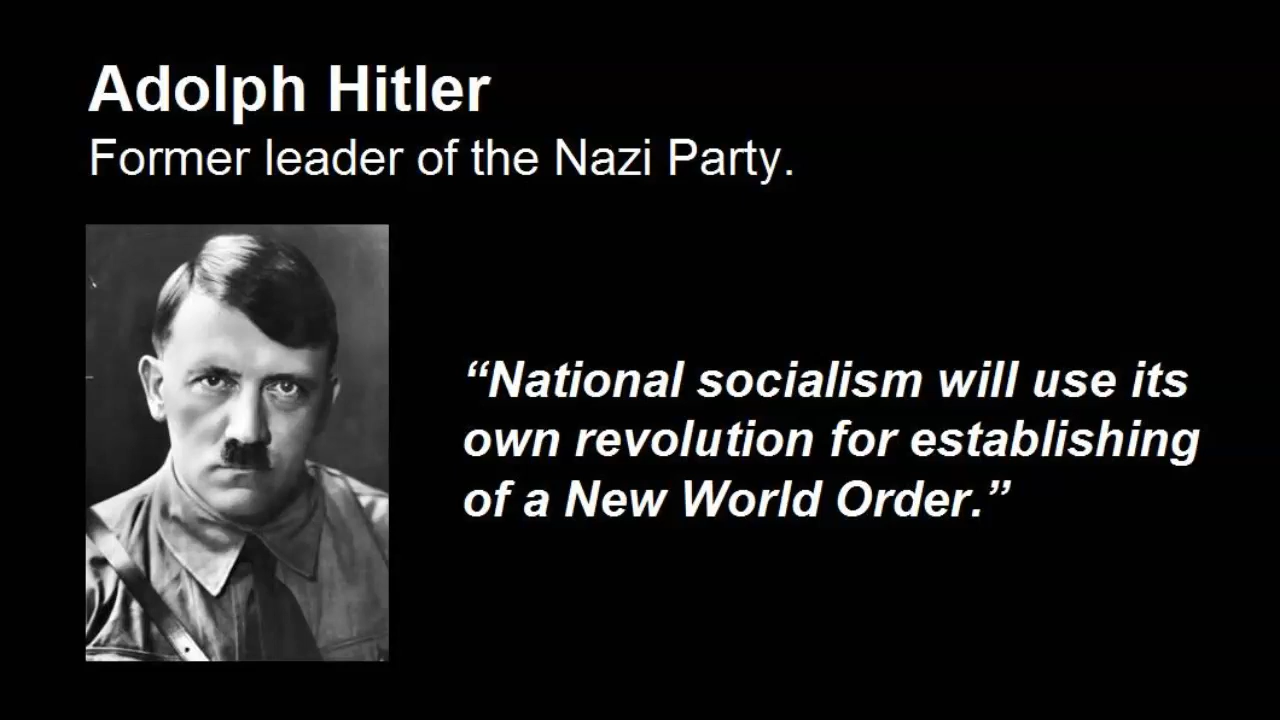 Adolph Hitler
Former leader of the Nazi Party.
“National socialism will use its
own revolution for establishing
of a New World Order.”